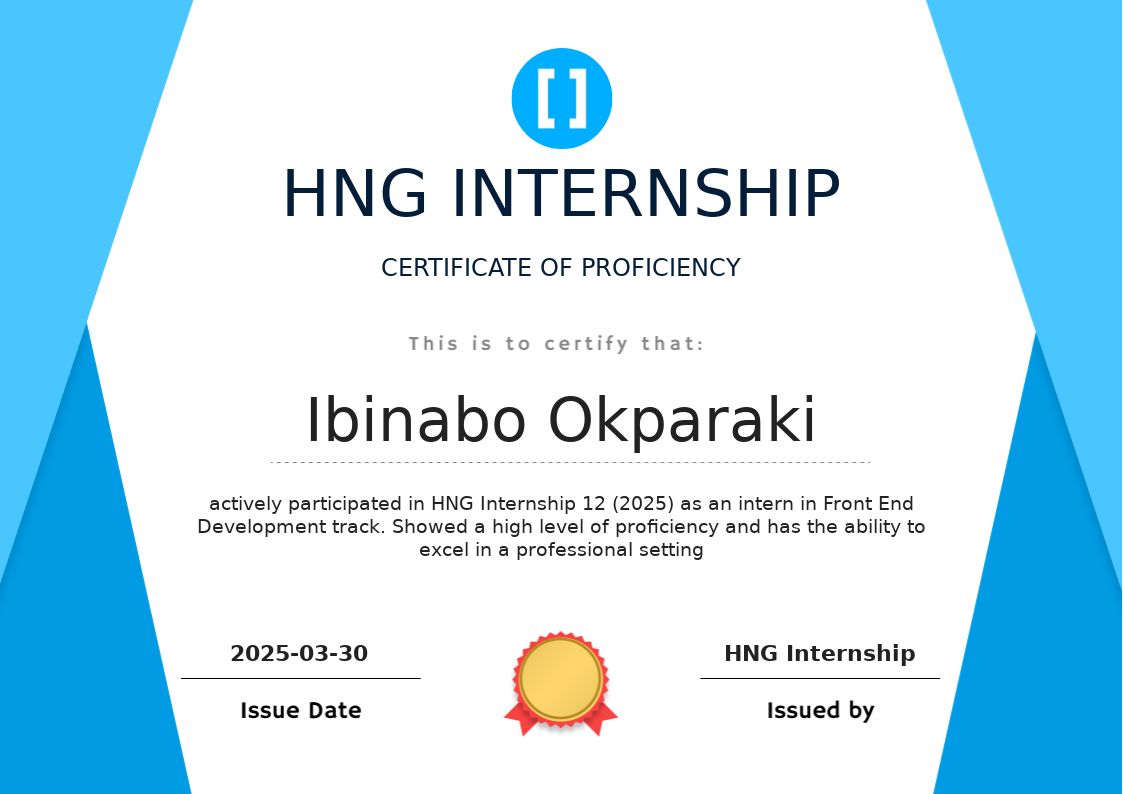 [ ]
HNG INTERNSHIP
CERTIFICATE OF PROFICIENCY
This is to certify that:
Ibinabo Okparaki
actively participated in HNG Internship 12 (2025) as an intern in Front End
Development track. Showed a high level of proficiency and has the ability to
excel in a professional setting
2025-03-30
HNG Internship
Issue Date
Issued by